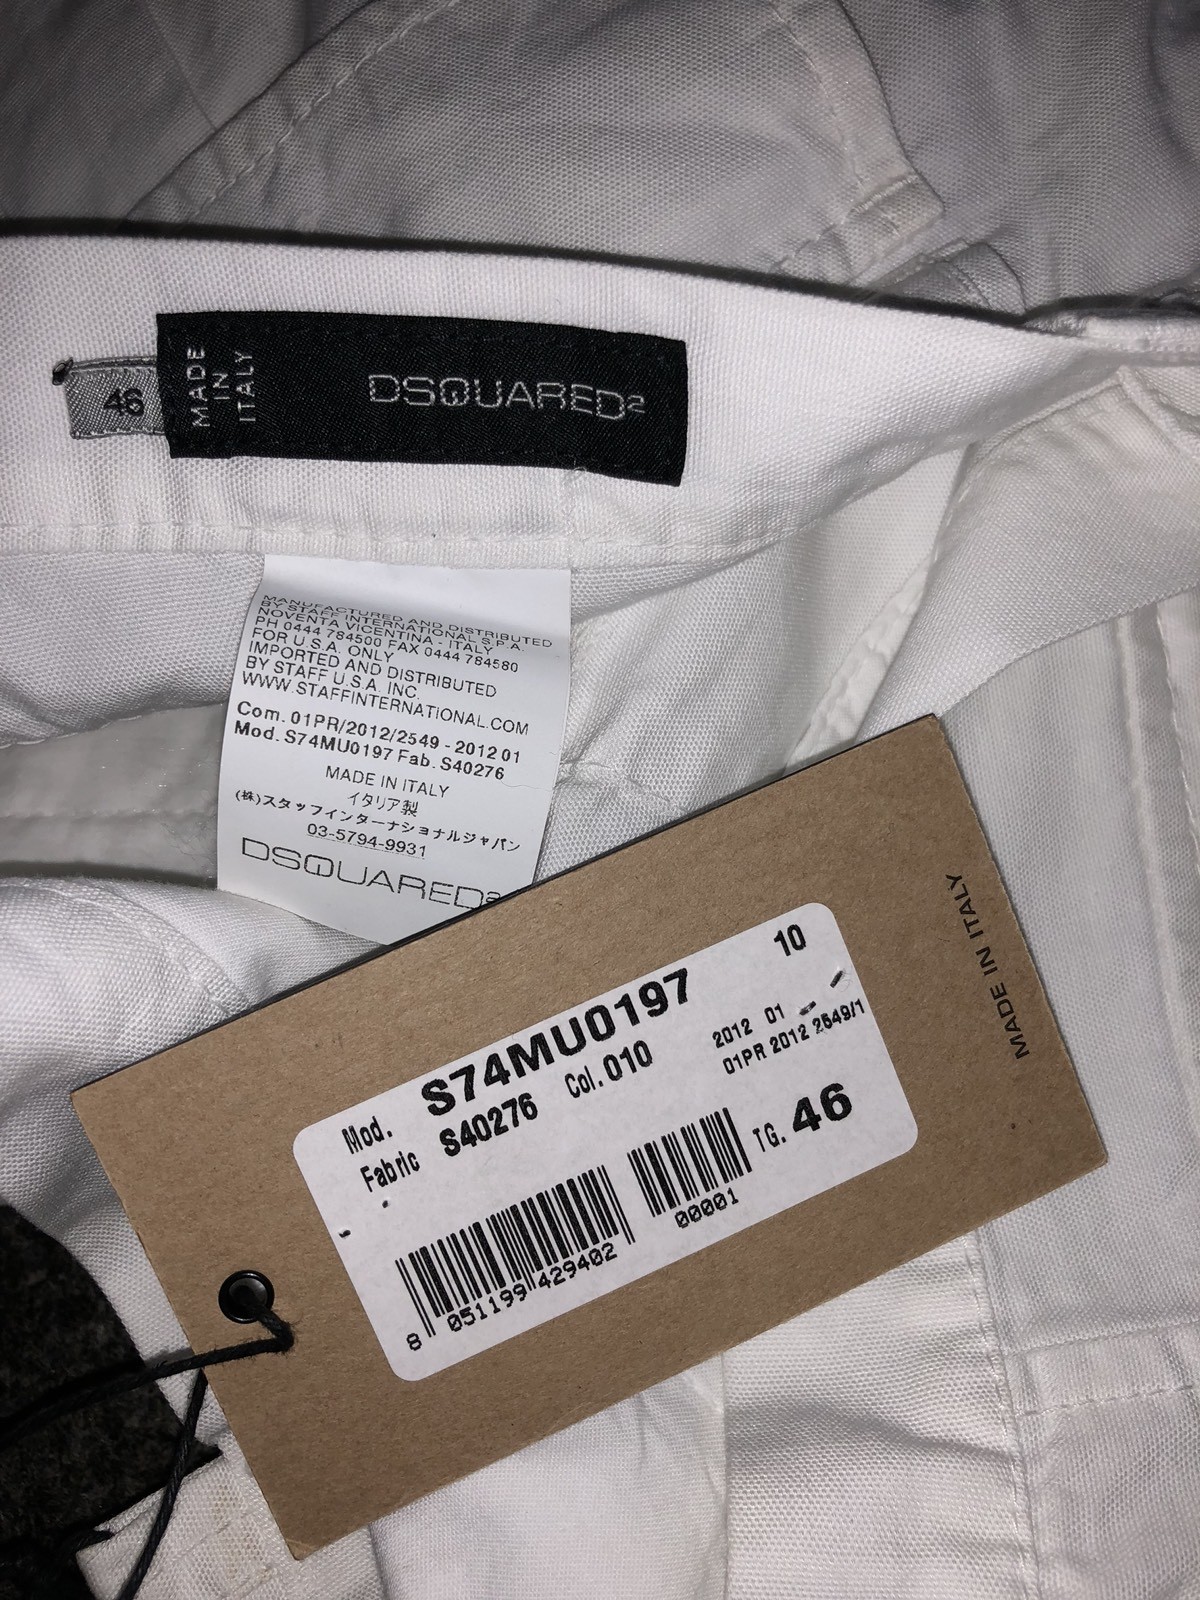 46
MADE
IN
ITALY
DSQUARED2
MANUFACTURED AND DISTRIBUTED
BY STAFF INTERNATIONAL S.P.A.
NOVENTA VICENTINA - ITALY
PH 0444 784500 FAX 0444 784580
FOR U.S.A. ONLY
IMPORTED AND DISTRIBUTED
BY STAFF U.S.A. INC.
WWW.STAFFINTERNATIONAL.COM
Com. 01PR/2012/2549 - 2012 01
Mod. S74MU0197 Fab. S40276
MADE IN ITALY
イタリア製
(株)スタッフインターナショナルジャパン
03-5794-9931
DSQUARED2
MADE IN ITALY
10
Mod. S74MU0197
Fabric S40276 Col. 010
2012 01
01PR 2012 2549/1
TG. 46
8 051199 429402
00001